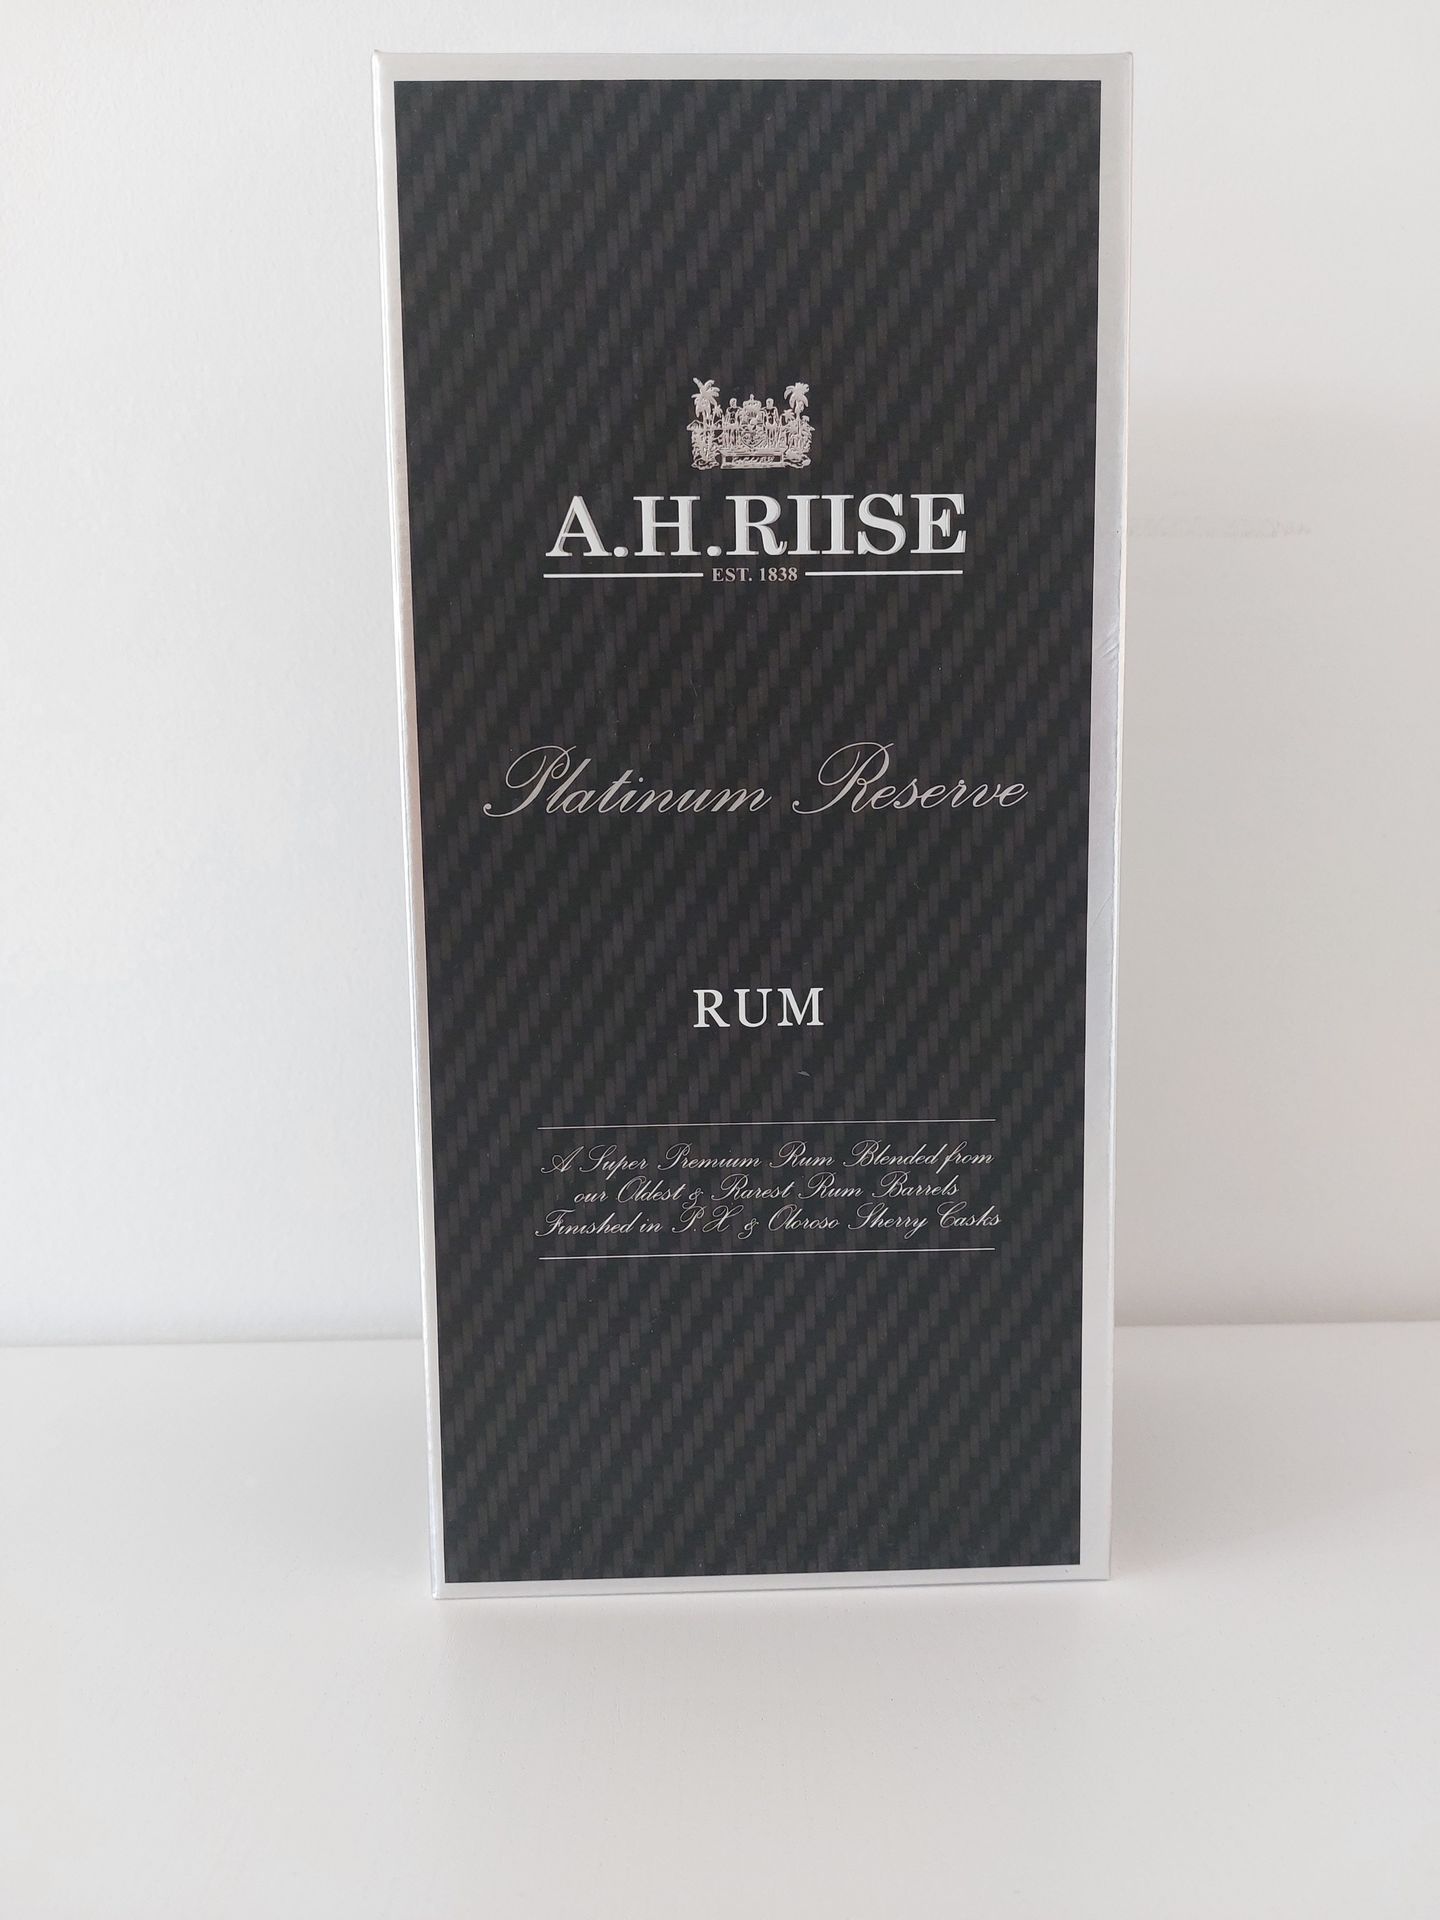 A.H.RIISE
EST. 1838
Platinum Reserve
RUM
A Super Premium Rum Blended from
our Oldest & Rarest Rum Barrels
Finished in P.X & Oloroso Sherry Casks